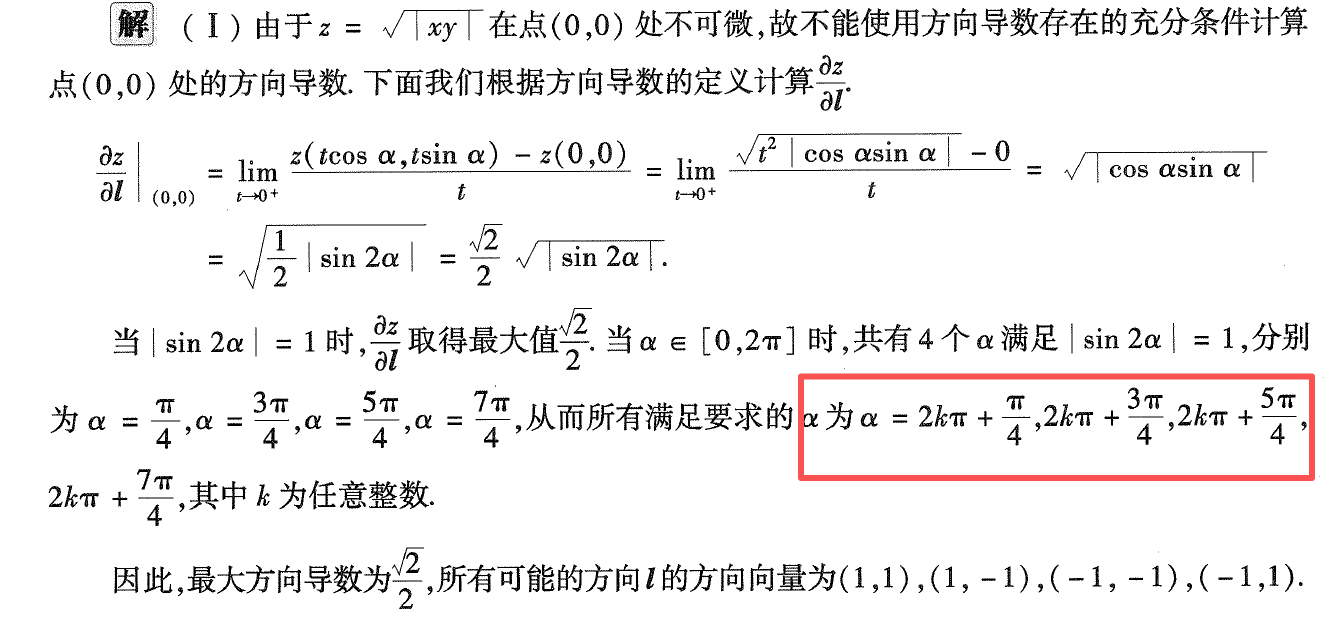 解 (Ⅰ)由于 z = √|xy| 在点(0,0) 处不可微,故不能使用方向导数存在的充分条件计算
点(0,0) 处的方向导数. 下面我们根据方向导数的定义计算 ∂z/∂l.
∂z/∂l |(0,0) = lim t→0⁺ (z(tcos α,tsin α) − z(0,0))/t = lim t→0⁺ (√(t²|cos αsin α|) − 0)/t = √|cos αsin α|
= √(1/2 |sin 2α|) = √2/2 √|sin 2α|.
当 |sin 2α| = 1 时, ∂z/∂l 取得最大值 √2/2. 当 α ∈ [0,2π] 时,共有 4 个 α 满足 |sin 2α| = 1,分别
为 α = π/4, α = 3π/4, α = 5π/4, α = 7π/4, 从而所有满足要求的 α 为 α = 2kπ + π/4, 2kπ + 3π/4, 2kπ + 5π/4,
2kπ + 7π/4, 其中 k 为任意整数.
因此,最大方向导数为 √2/2, 所有可能的方向 l 的方向向量为(1,1),(1,−1),(−1,−1),(−1,1).